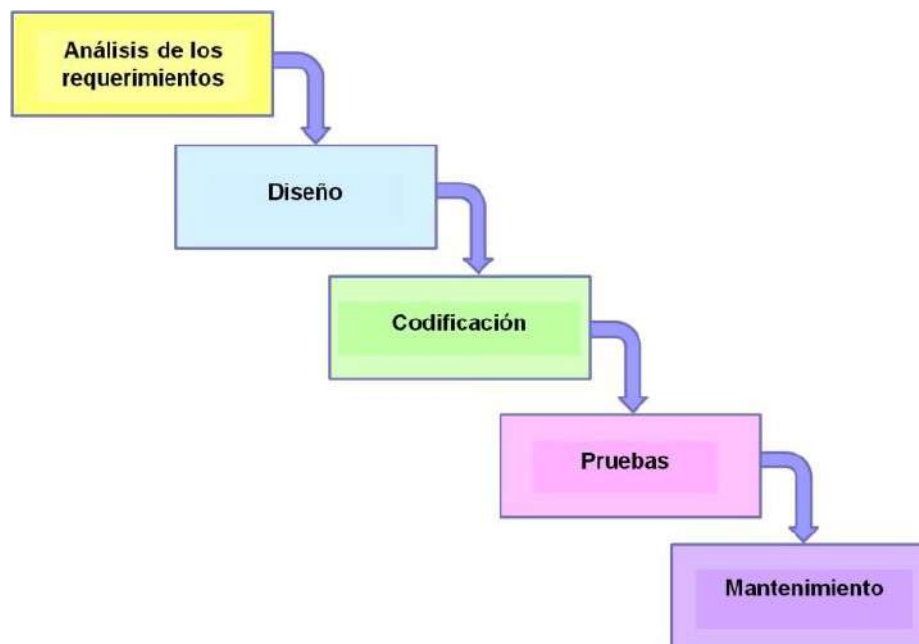 Análisis de los
requerimientos
Diseño
Codificación
Pruebas
Mantenimiento